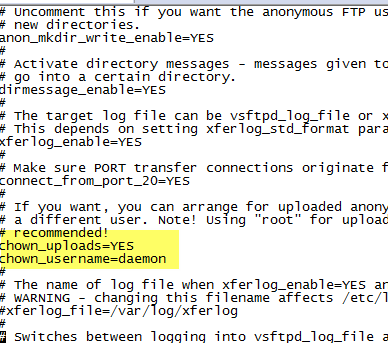 # Uncomment this if you want the anonymous FTP us
# new directories.
anon_mkdir_write_enable=YES
#
# Activate directory messages - messages given to
# go into a certain directory.
dirmessage_enable=YES
#
# The target log file can be vsftpd_log_file or x
# This depends on setting xferlog_std_format para
xferlog_enable=YES
#
# Make sure PORT transfer connections originate f
connect_from_port_20=YES
#
# If you want, you can arrange for uploaded anony
# a different user. Note! Using "root" for upload
# recommended!
chown_uploads=YES
chown_username=daemon
#
# The name of log file when xferlog_enable=YES an
# WARNING - changing this filename affects /etc/l
#xferlog_file=/var/log/xferlog
#
# Switches between logging into vsftpd_log_file a